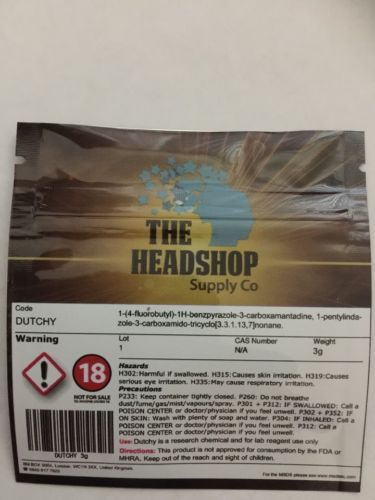 THE
HEADSHOP
Supply Co
Code
DUTCHY
1-(4-fluorobutyl)-1H-benzpyrazole-3-carboxamantadine, 1-pentylinda-
zole-3-carboxamido-tricyclo[3.3.1.13,7]nonane.
Warning
Lot
1
CAS Number
N/A
Weight
3g
18
NOT FOR SALE
Hazards
H302:Harmful if swallowed. H315:Causes skin irritation. H319:Causes
serious eye irritation. H335:May cause respiratory irritation.
Precautions
P233: Keep container tightly closed. P260: Do not breathe
dust/fume/gas/mist/vapours/spray. P301 + P312: IF SWALLOWED: Call a
POISON CENTER or doctor/physician if you feel unwell. P302 + P352: IF
ON SKIN: Wash with plenty of soap and water. P304: IF INHALED: Call a
POISON CENTER or doctor/physician if you feel unwell. P312: Call a
POISON CENTER or doctor/physician if you feel unwell.
Use: Dutchy is a research chemical and for lab reagent use only
Directions: This product is not approved for consumption by the FDA or
MHRA, Keep out of the reach and sight of children.
DUTCHY 3g
London, United Kingdom
For MSDS please visit